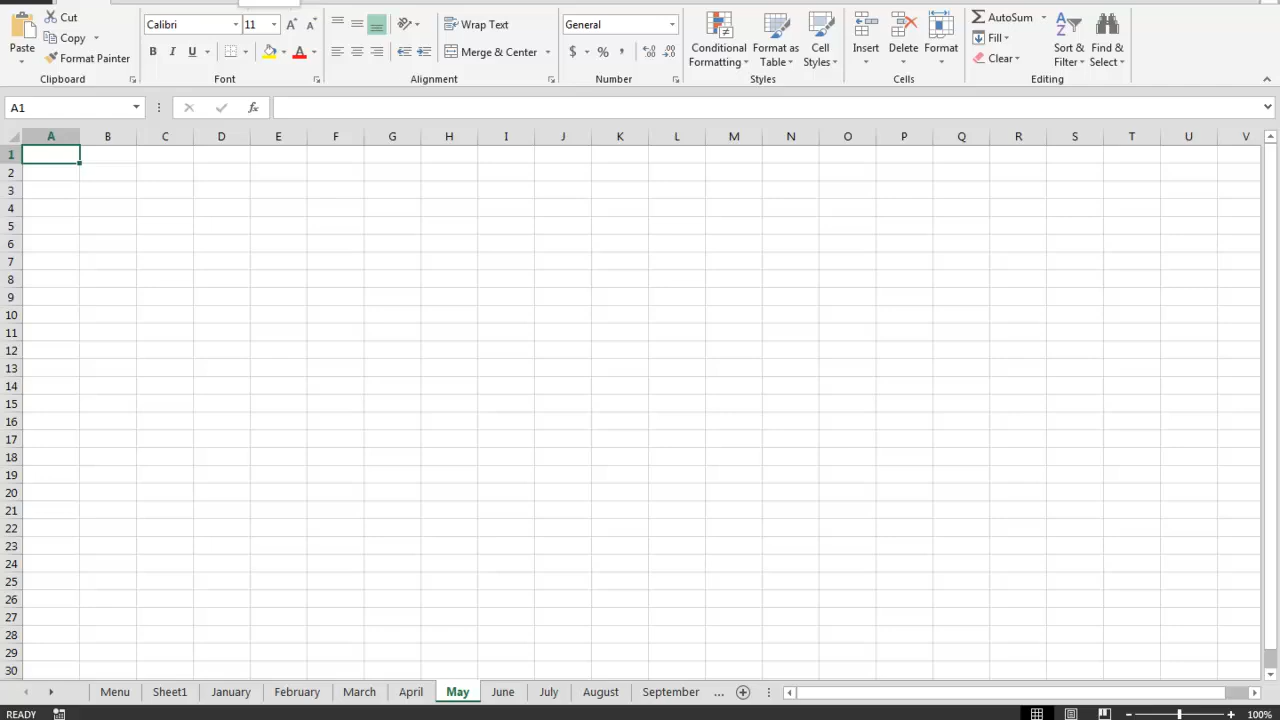 Cut
Copy
Format Painter
Paste
Clipboard
Calibri
11
B I U
A
Font
Wrap Text
Merge & Center
Alignment
General
$ % ,
Number
Conditional
Formatting
Format as
Table
Cell
Styles
Styles
Insert
Delete
Format
Cells
AutoSum
Fill
Clear
Sort &
Filter
Find &
Select
Editing
A1
fx
A B C D E F G H I J K L M N O P Q R S T U V
1
2
3
4
5
6
7
8
9
10
11
12
13
14
15
16
17
18
19
20
21
22
23
24
25
26
27
28
29
30
Menu Sheet1 January February March April May June July August September ...
READY
100%